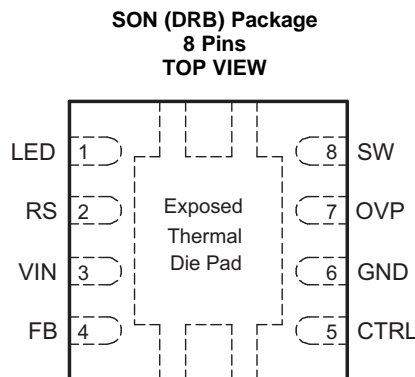 SON (DRB) Package
8 Pins
TOP VIEW
LED 1
8 SW
RS 2
7 OVP
Exposed
Thermal
Die Pad
VIN 3
6 GND
FB 4
5 CTRL